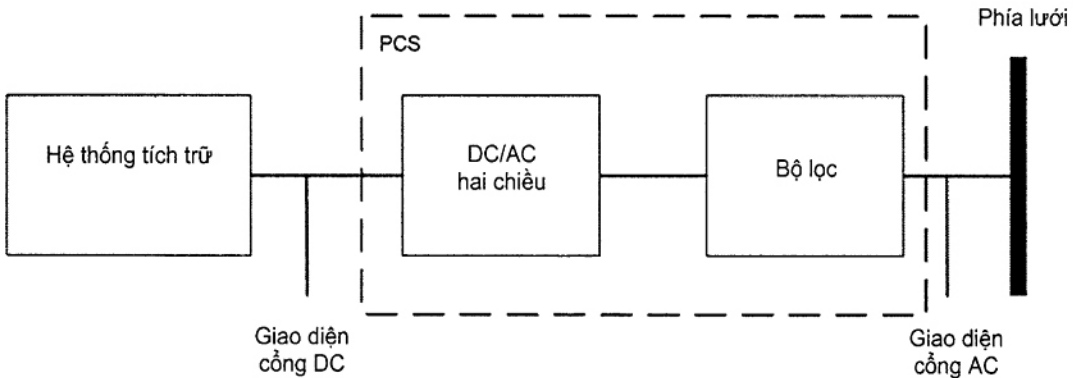 Phía lưới
PCS
Hệ thống tích trữ
DC/AC
hai chiều
Bộ lọc
Giao diện
cổng DC
Giao diện
cổng AC